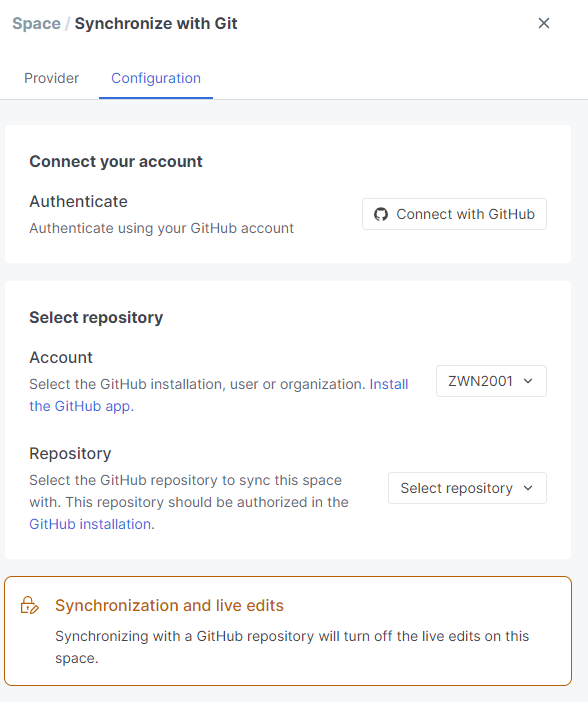 Space / Synchronize with Git
Provider
Configuration
Connect your account
Authenticate
Authenticate using your GitHub account
Connect with GitHub
Select repository
Account
Select the GitHub installation, user or organization. Install
the GitHub app.
ZWN2001
Repository
Select the GitHub repository to sync this space
with. This repository should be authorized in the
GitHub installation.
Select repository
Synchronization and live edits
Synchronizing with a GitHub repository will turn off the live edits on this
space.